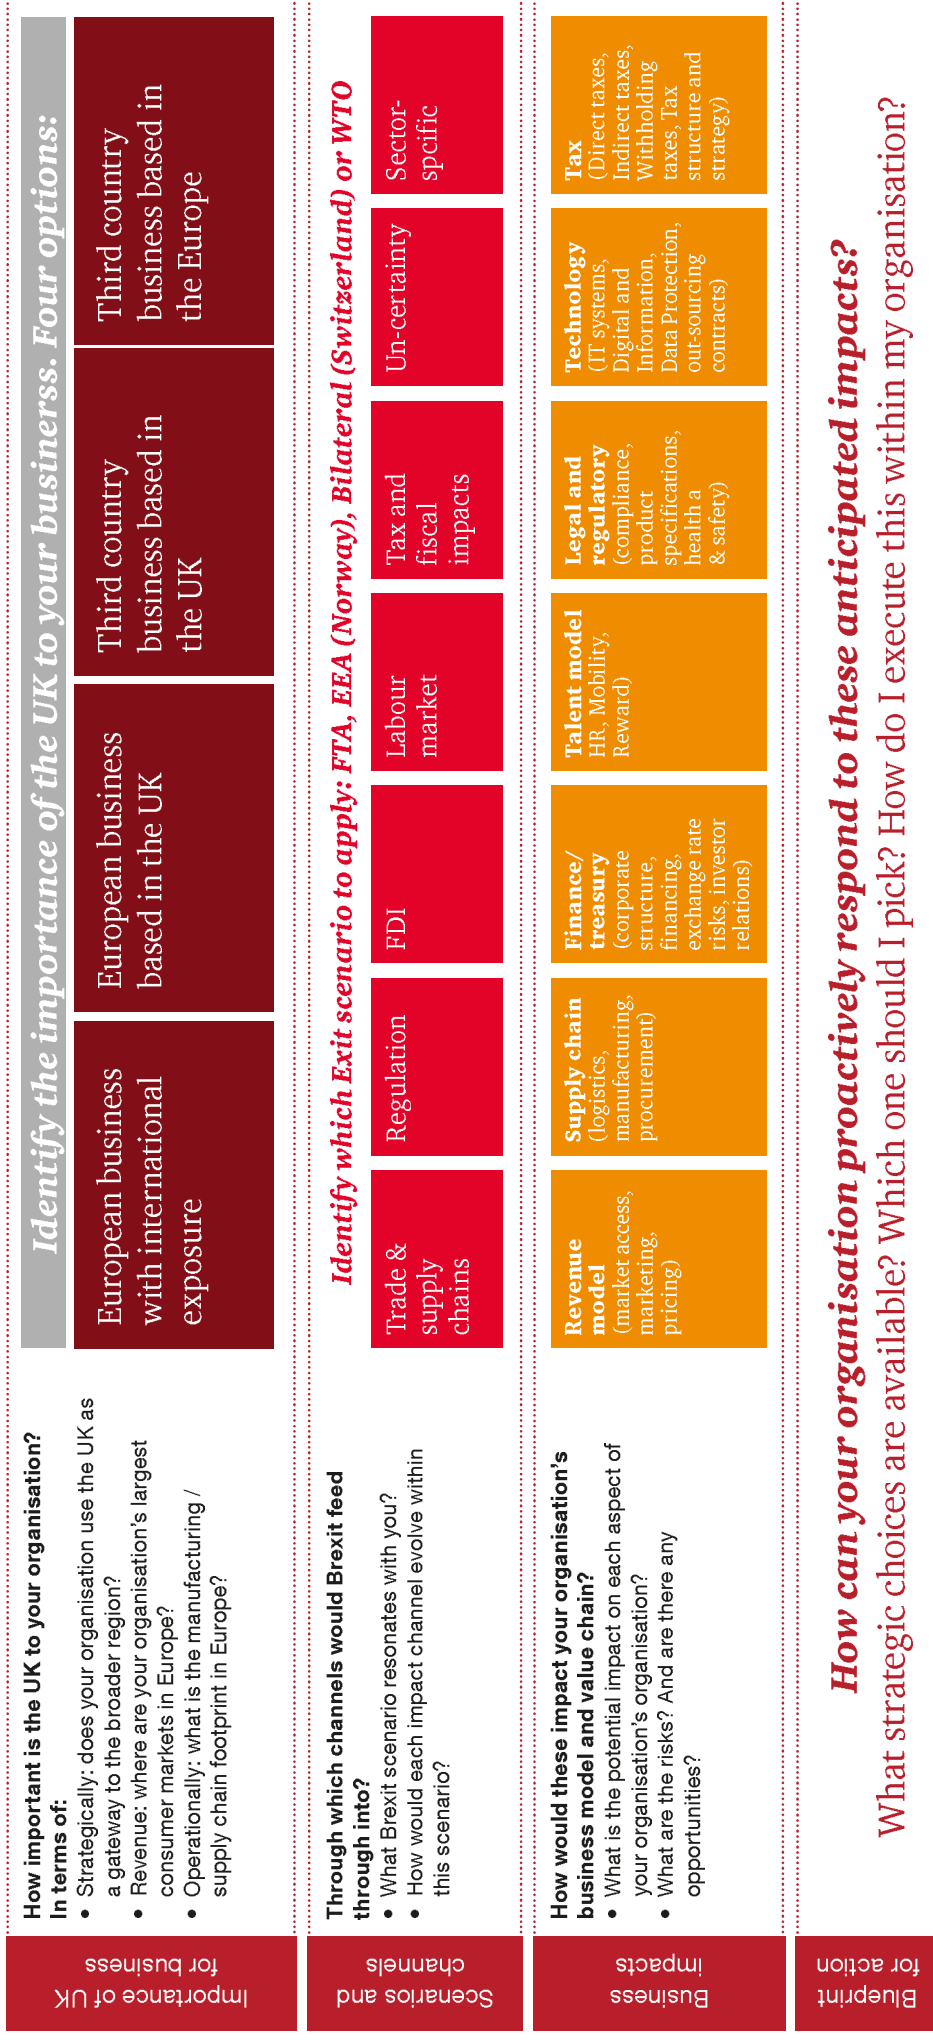 Importance of UK
for business
How important is the UK to your organisation?
In terms of:
• Strategically: does your organisation use the UK as
a gateway to the broader region?
• Revenue: where are your organisation's largest
consumer markets in Europe?
• Operationally: what is the manufacturing /
supply chain footprint in Europe?
Identify the importance of the UK to your businerss. Four options:
European business
with international
exposure
European business
based in the UK
Third country
business based in
the UK
Third country
business based in
the Europe
Scenarios and
channels
Through which channels would Brexit feed
through into?
• What Brexit scenario resonates with you?
• How would each impact channel evolve within
this scenario?
Identify which Exit scenario to apply: FTA, EEA (Norway), Bilateral (Switzerland) or WTO
Trade &
supply
chains
Regulation
FDI
Labour
market
Tax and
fiscal
impacts
Un-certainty
Sector-
spcific
Business
impacts
How would these impact your organisation's
business model and value chain?
• What is the potential impact on each aspect of
your organisation's organisation?
• What are the risks? And are there any
opportunities?
Revenue
model
(market access,
marketing,
pricing)
Supply chain
(logistics,
manufacturing,
procurement)
Finance/
treasury
(corporate
structure,
financing,
exchange rate
risks, investor
relations)
Talent model
HR, Mobility,
Reward)
Legal and
regulatory
(compliance,
product
specifications,
health a
& safety)
Technology
(IT systems,
Digital and
Information,
Data Protection,
out-sourcing
contracts)
Tax
(Direct taxes,
Indirect taxes,
Withholding
taxes, Tax
structure and
strategy)
Blueprint
for action
How can your organisation proactively respond to these anticipated impacts?
What strategic choices are available? Which one should I pick? How do I execute this within my organisation?